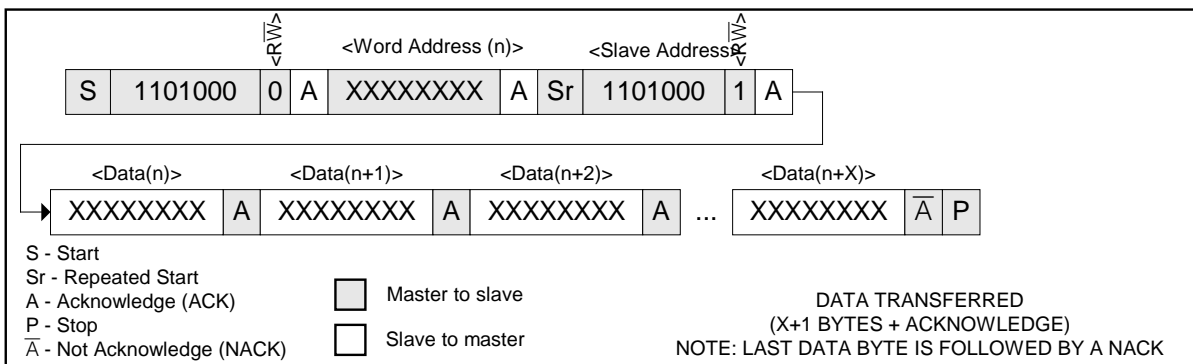 <RW̅>
<Word Address (n)>
<Slave Address>
<RW̅>
S 1101000 0 A XXXXXXXX A Sr 1101000 1 A
<Data(n)> <Data(n+1)> <Data(n+2)> <Data(n+X)>
XXXXXXXX A XXXXXXXX A XXXXXXXX A ... XXXXXXXX A̅ P
S - Start
Sr - Repeated Start
A - Acknowledge (ACK)
P - Stop
A̅ - Not Acknowledge (NACK)
Master to slave
Slave to master
DATA TRANSFERRED
(X+1 BYTES + ACKNOWLEDGE)
NOTE: LAST DATA BYTE IS FOLLOWED BY A NACK